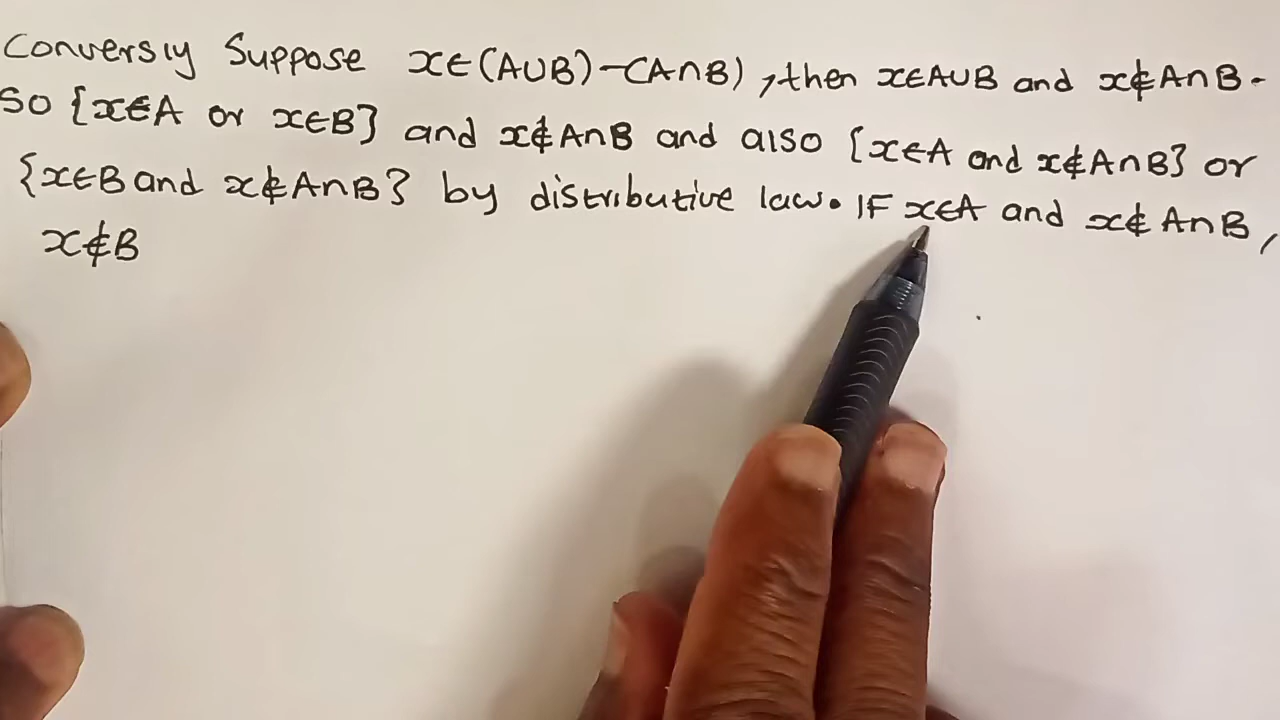 Conversly Suppose x∈(A∪B)-(A∩B), then x∈A∪B and x∉A∩B.
So {x∈A or x∈B} and x∉A∩B and also {x∈A and x∉A∩B} or
{x∈B and x∉A∩B} by distributive law. IF x∈A and x∉A∩B,
x∉B